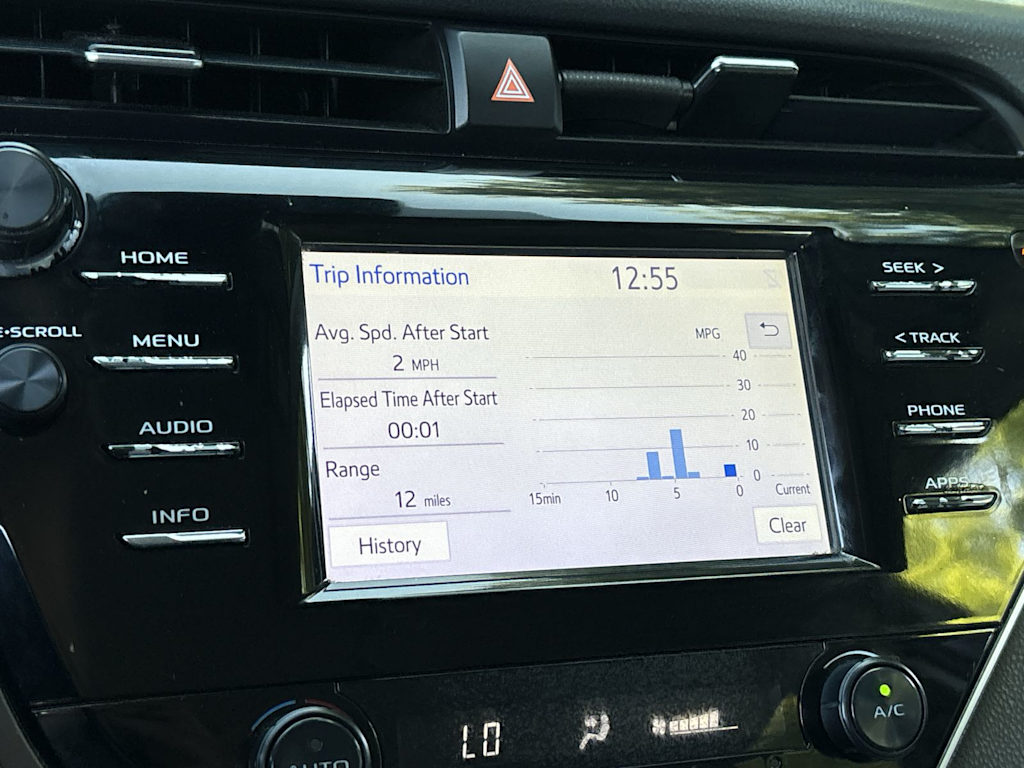 HOME
E•SCROLL
MENU
AUDIO
INFO
Trip Information 12:55
Avg. Spd. After Start
2 MPH
Elapsed Time After Start
00:01
Range
12 miles
History
MPG
40
30
20
10
0
15min 10 5 0 Current
Clear
SEEK >
< TRACK
PHONE
APPS
AUTO
LO
A/C